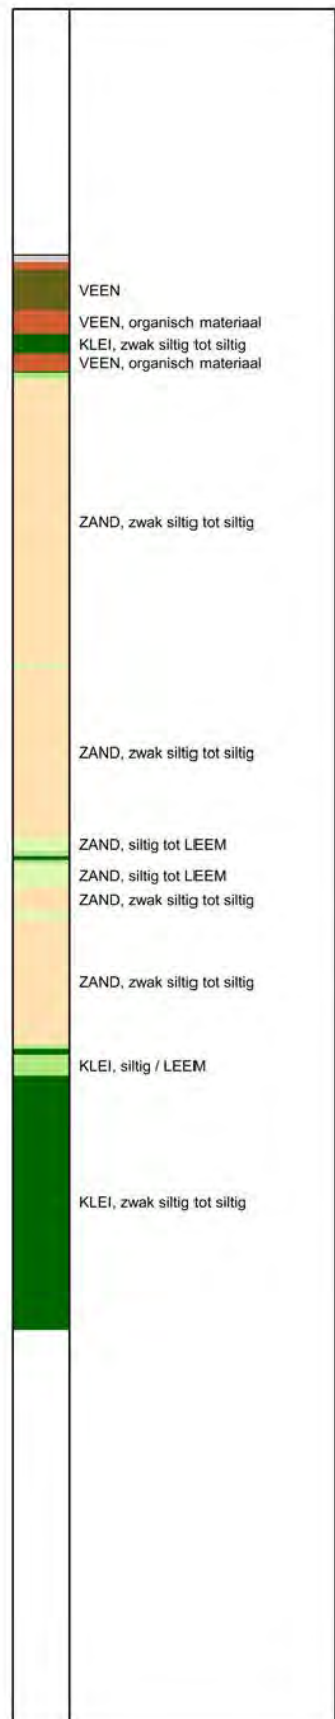 VEEN
VEEN, organisch materiaal
KLEI, zwak siltig tot siltig
VEEN, organisch materiaal
ZAND, zwak siltig tot siltig
ZAND, zwak siltig tot siltig
ZAND, siltig tot LEEM
ZAND, siltig tot LEEM
ZAND, zwak siltig tot siltig
ZAND, zwak siltig tot siltig
KLEI, siltig / LEEM
KLEI, zwak siltig tot siltig